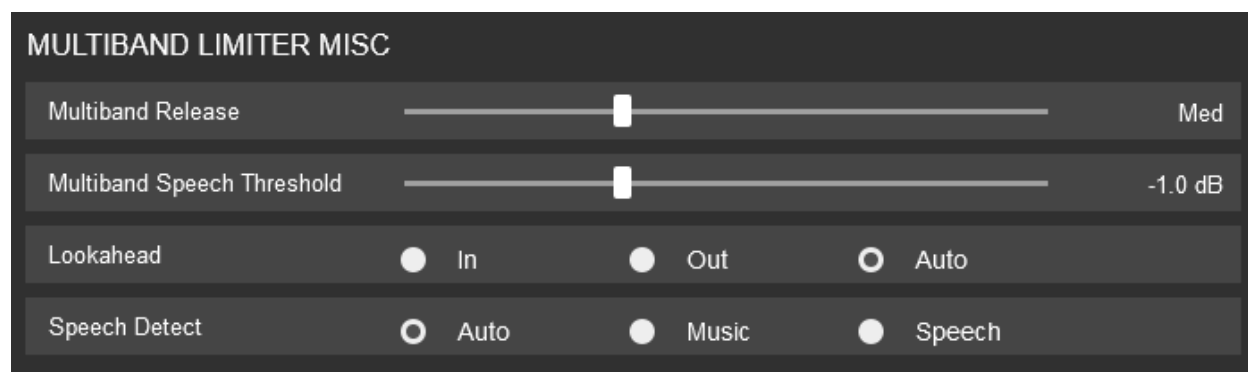 MULTIBAND LIMITER MISC
Multiband Release Med
Multiband Speech Threshold -1.0 dB
Lookahead In Out Auto
Speech Detect Auto Music Speech